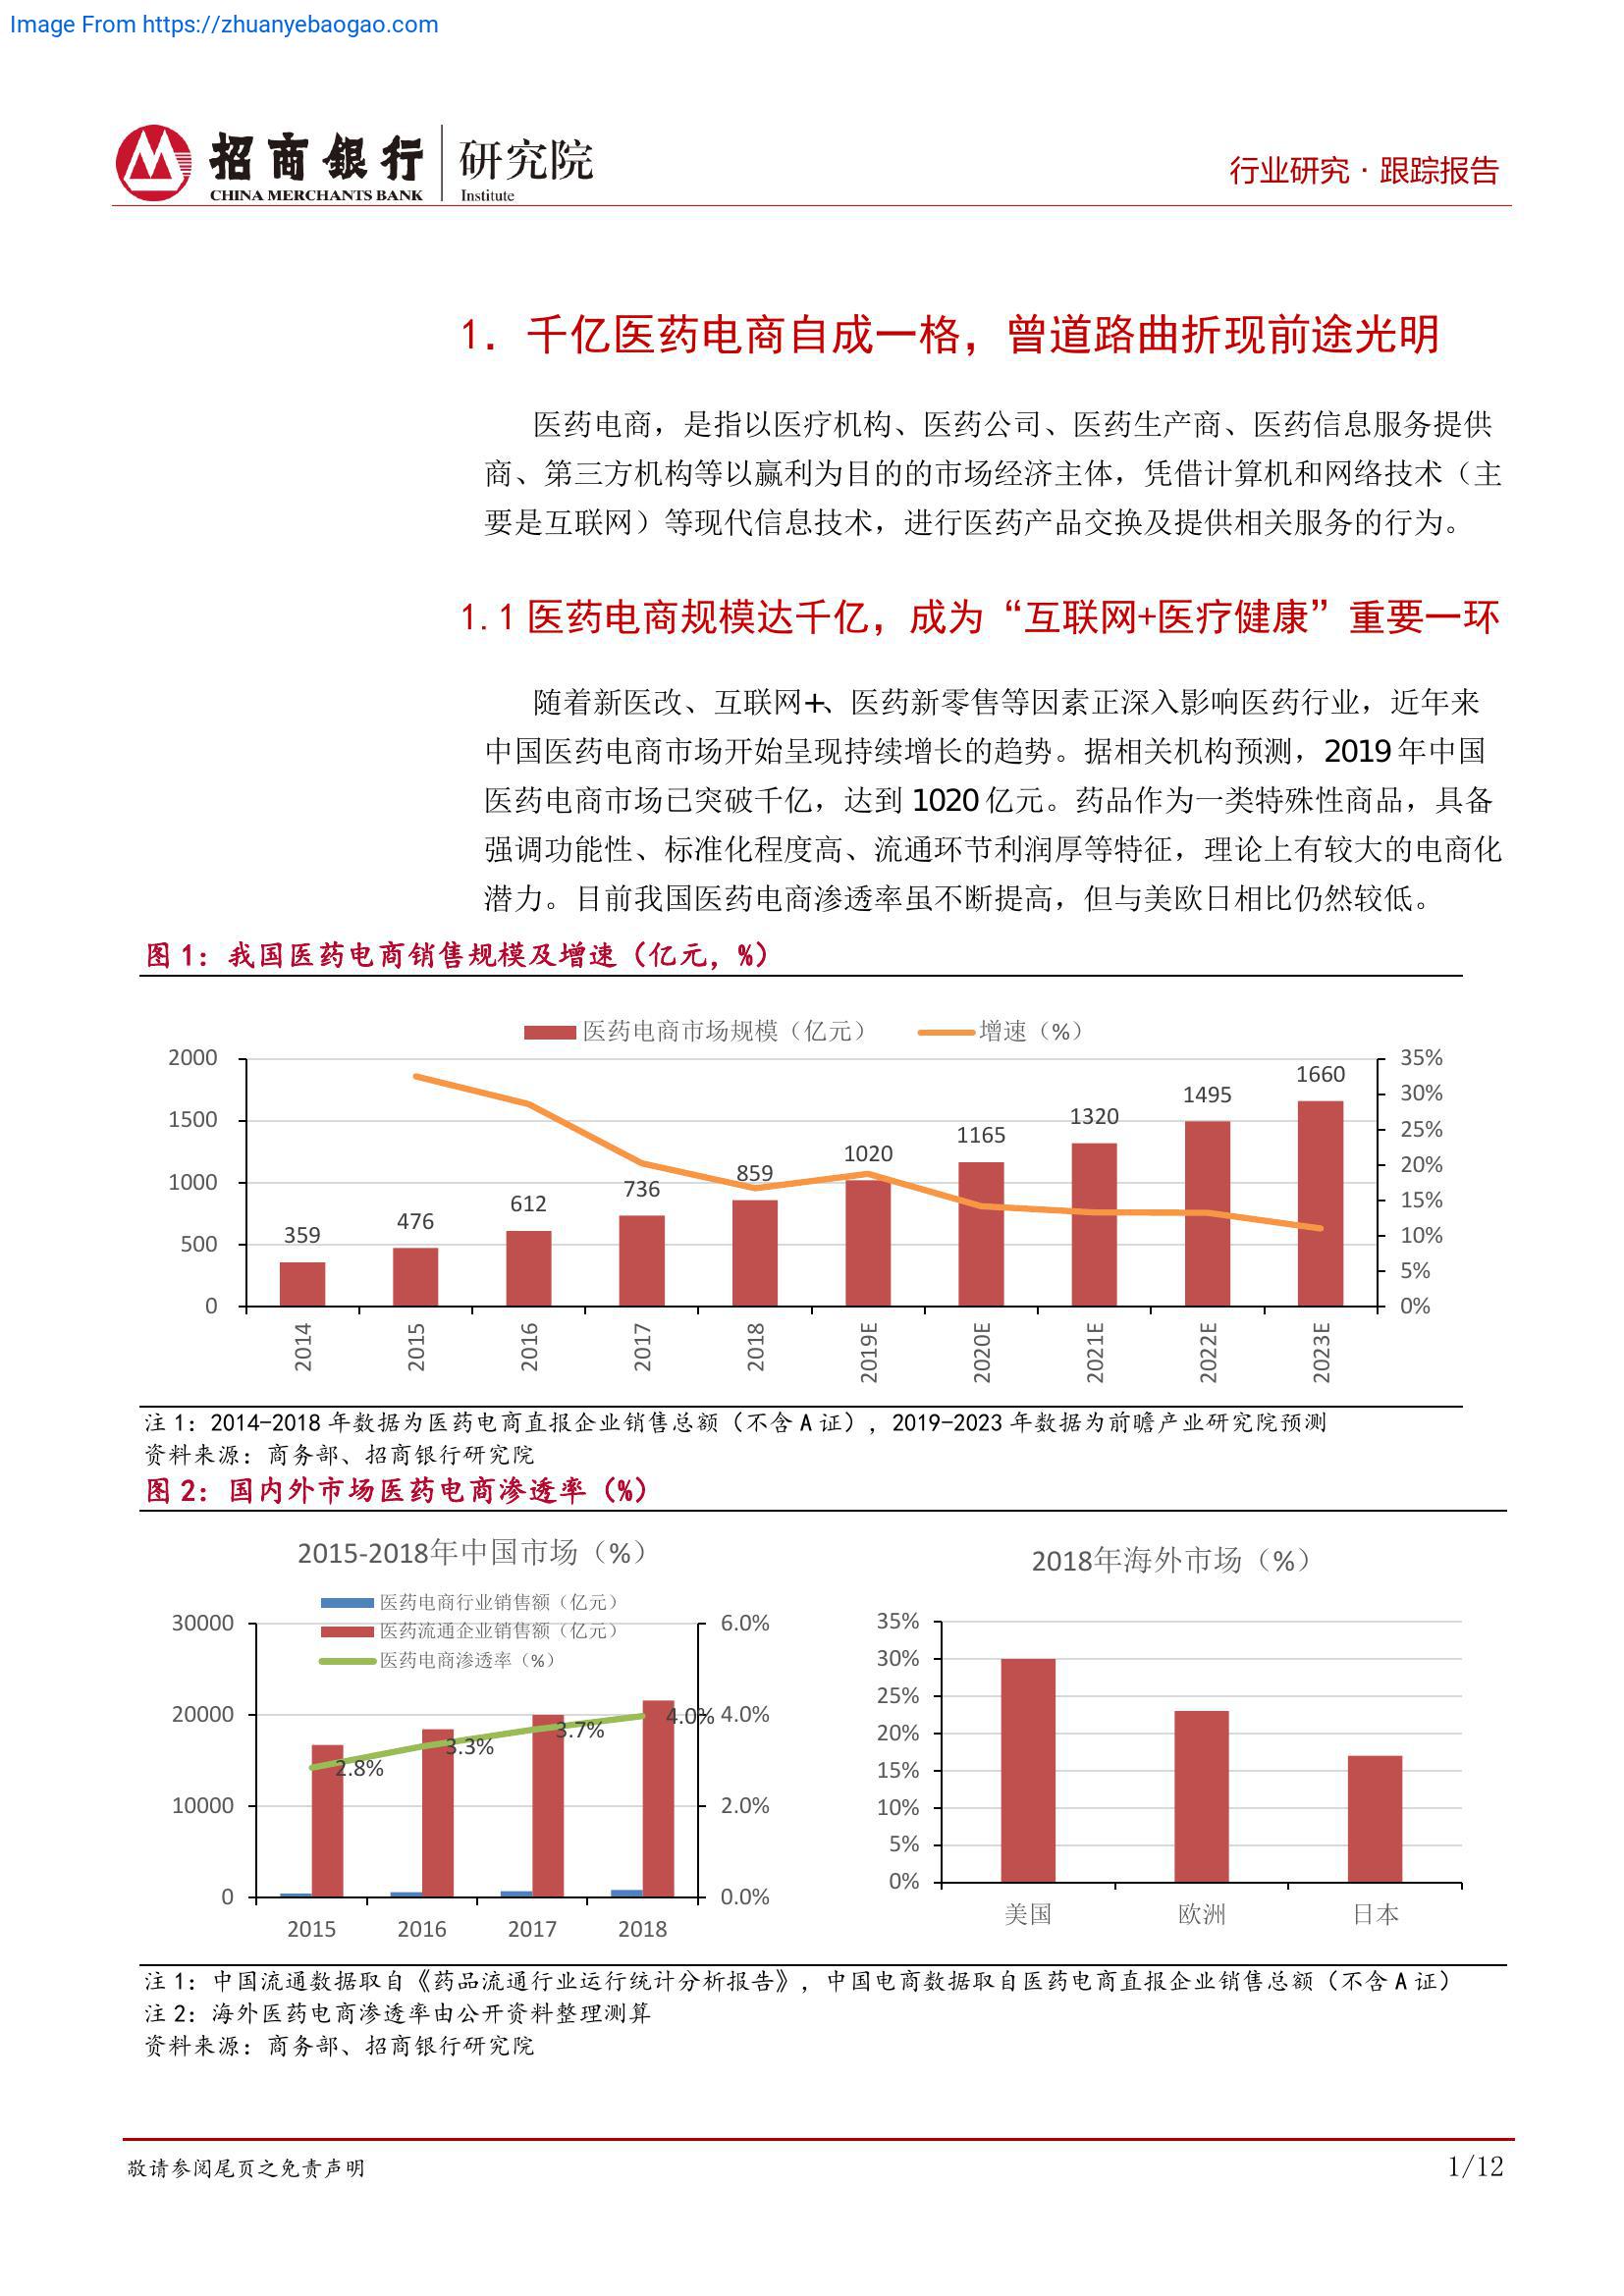 Image From https://zhuanyebaogao.com
招商银行 研究院
CHINA MERCHANTS BANK Institute
行业研究·跟踪报告
1. 千亿医药电商自成一格，曾道路曲折现前途光明
医药电商，是指以医疗机构、医药公司、医药生产商、医药信息服务提供
商、第三方机构等以赢利为目的的市场经济主体，凭借计算机和网络技术（主
要是互联网）等现代信息技术，进行医药产品交换及提供相关服务的行为。
1.1 医药电商规模达千亿，成为“互联网+医疗健康”重要一环
随着新医改、互联网+、医药新零售等因素正深入影响医药行业，近年来
中国医药电商市场开始呈现持续增长的趋势。据相关机构预测，2019 年中国
医药电商市场已突破千亿，达到 1020 亿元。药品作为一类特殊性商品，具备
强调功能性、标准化程度高、流通环节利润厚等特征，理论上有较大的电商化
潜力。目前我国医药电商渗透率虽不断提高，但与美欧日相比仍然较低。
图 1：我国医药电商销售规模及增速（亿元，%）
医药电商市场规模（亿元） 增速（%）
2000 35%
30%
1500 25%
20%
1000 15%
10%
500 5%
0 0%
359 476 612 736 859 1020 1165 1320 1495 1660
2014 2015 2016 2017 2018 2019E 2020E 2021E 2022E 2023E
注 1：2014-2018 年数据为医药电商直报企业销售总额（不含 A 证），2019-2023 年数据为前瞻产业研究院预测
资料来源：商务部、招商银行研究院
图 2：国内外市场医药电商渗透率（%）
2015-2018年中国市场（%）
医药电商行业销售额（亿元）
医药流通企业销售额（亿元）
医药电商渗透率（%）
30000 6.0%
20000 4.0%
10000 2.0%
0 0.0%
2.8% 3.3% 3.7% 4.0%
2015 2016 2017 2018
2018年海外市场（%）
35%
30%
25%
20%
15%
10%
5%
0%
美国 欧洲 日本
注 1：中国流通数据取自《药品流通行业运行统计分析报告》，中国电商数据取自医药电商直报企业销售总额（不含 A 证）
注 2：海外医药电商渗透率由公开资料整理测算
资料来源：商务部、招商银行研究院
敬请参阅尾页之免责声明
1/12